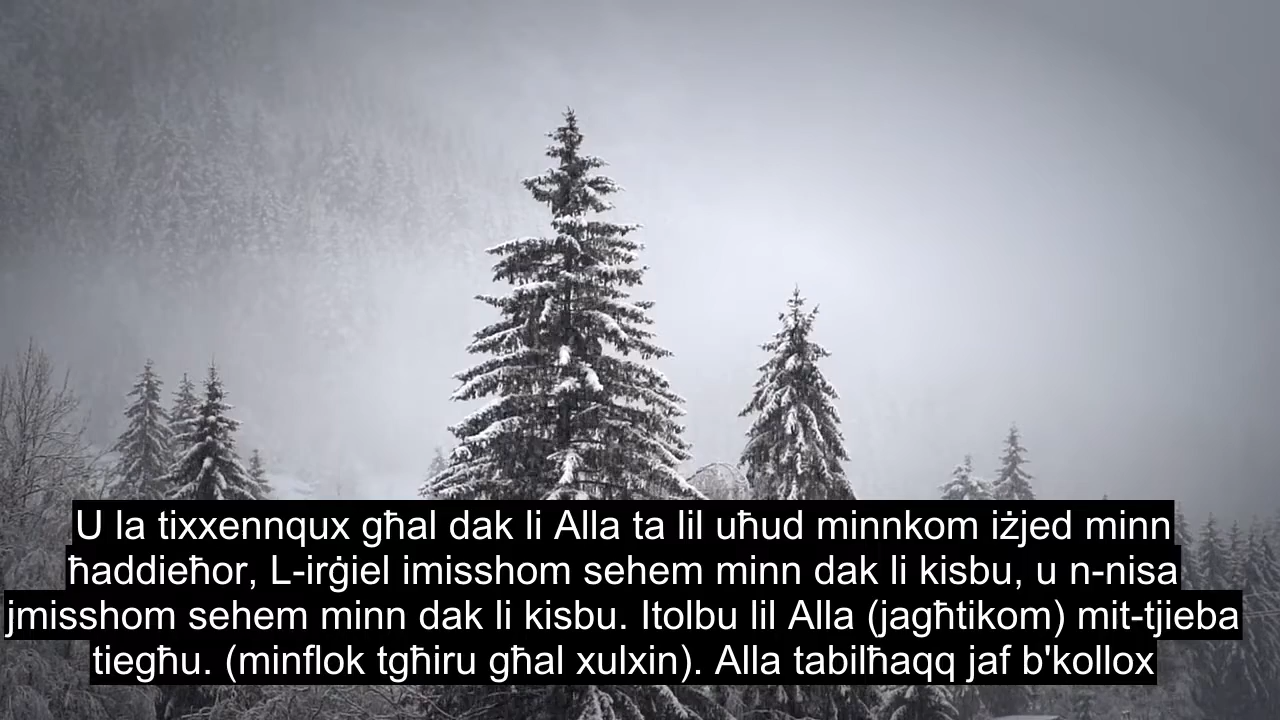 U la tixxennqux għal dak li Alla ta lil uħud minnkom iżjed minn
ħaddieħor, L-irġiel imisshom sehem minn dak li kisbu, u n-nisa
jmisshom sehem minn dak li kisbu. Itolbu lil Alla (jagħtikom) mit-tjieba
tiegħu. (minflok tgħiru għal xulxin). Alla tabilħaqq jaf b'kollox